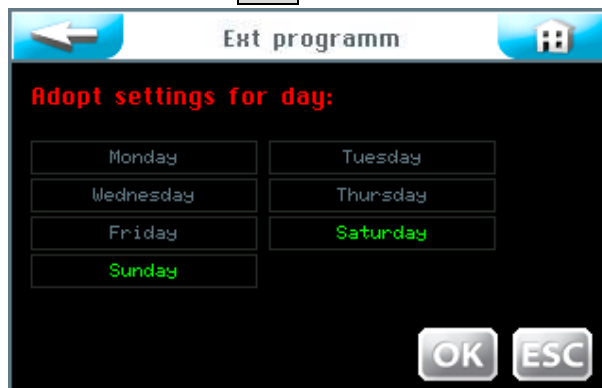 Ext programm
Adopt settings for day:
Monday Tuesday
Wednesday Thursday
Friday Saturday
Sunday
OK ESC